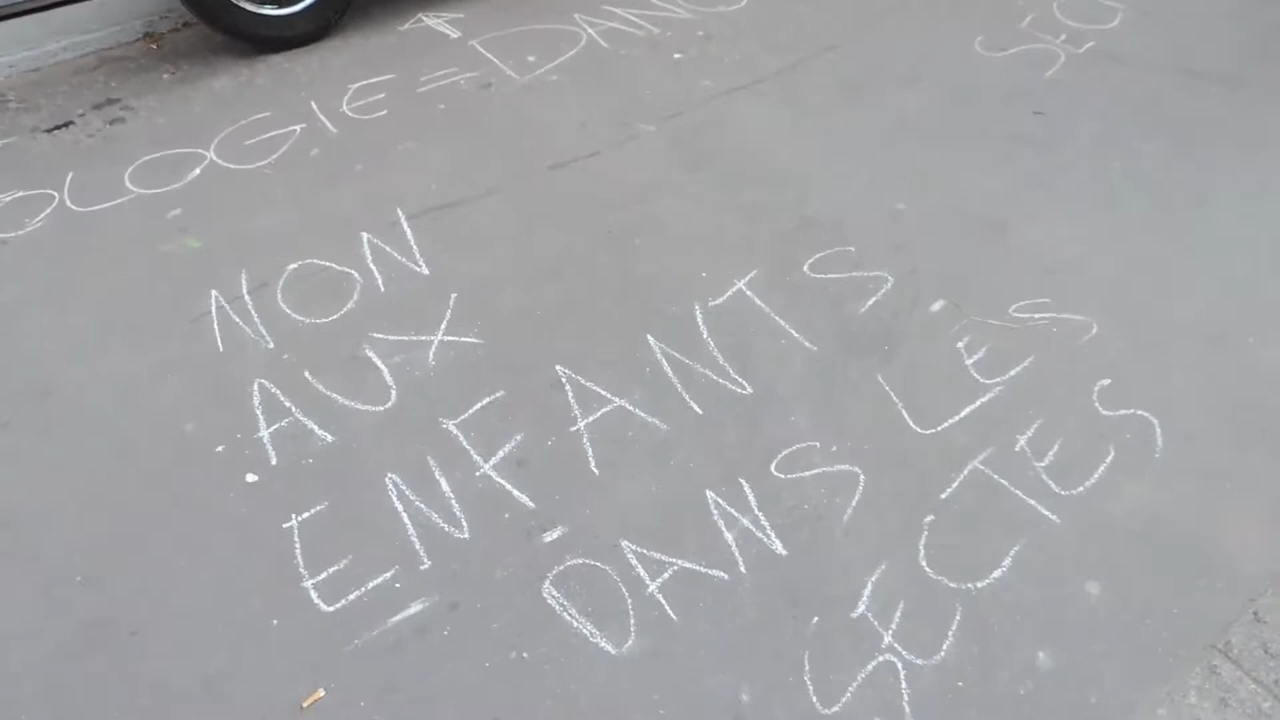 OLOGIE = DANG
NON
AUX
ENFANTS
DANS LES
SECTES